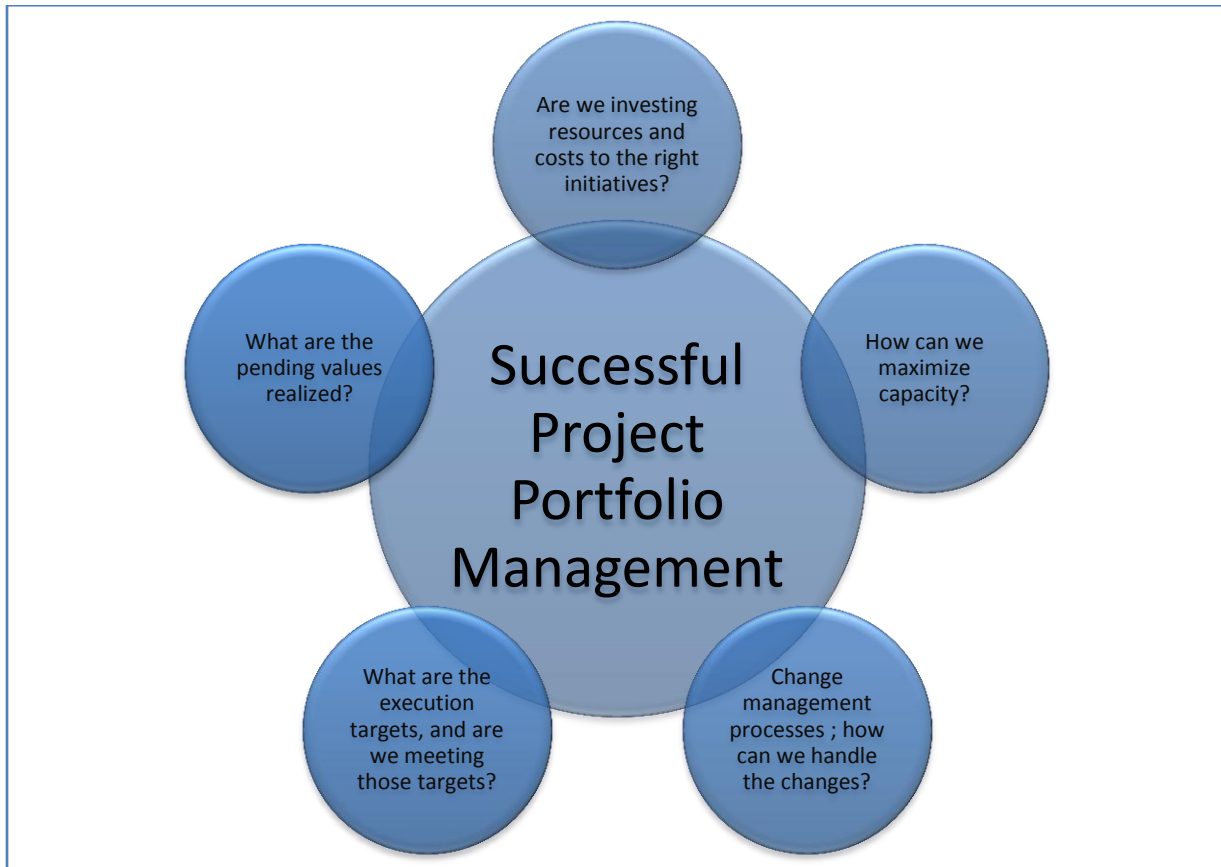 Are we investing
resources and
costs to the right
initiatives?
What are the
pending values
realized?
Successful
Project
Portfolio
Management
How can we
maximize
capacity?
What are the
execution
targets, and are
we meeting
those targets?
Change
management
processes ; how
can we handle
the changes?